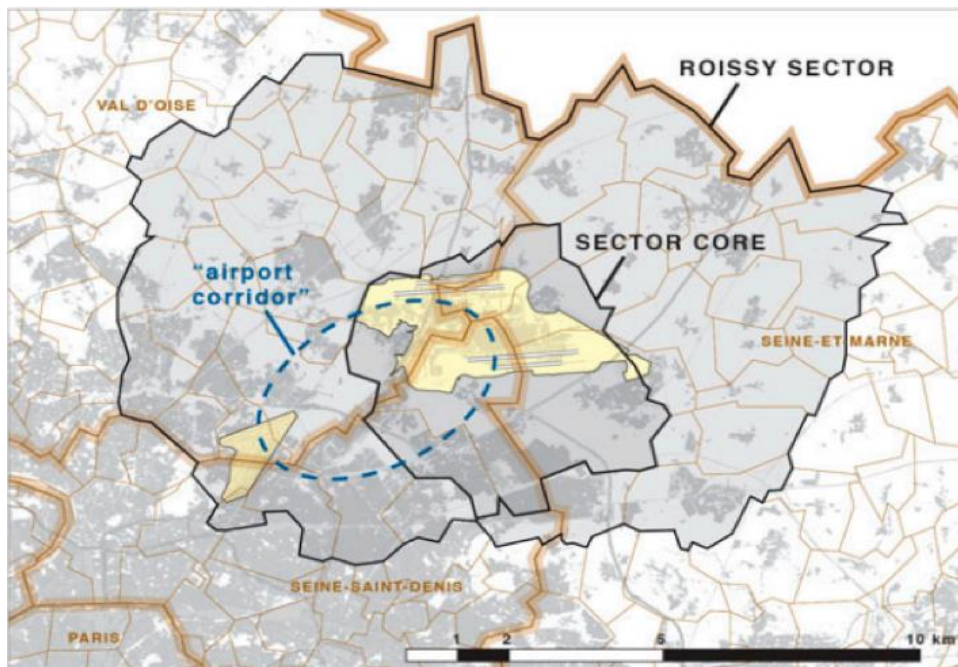 ROISSY SECTOR
VAL D'OISE
SECTOR CORE
"airport
corridor"
SEINE-ET MARNE
SEINE-SAINT-DENIS
PARIS
1 2 5 10 km